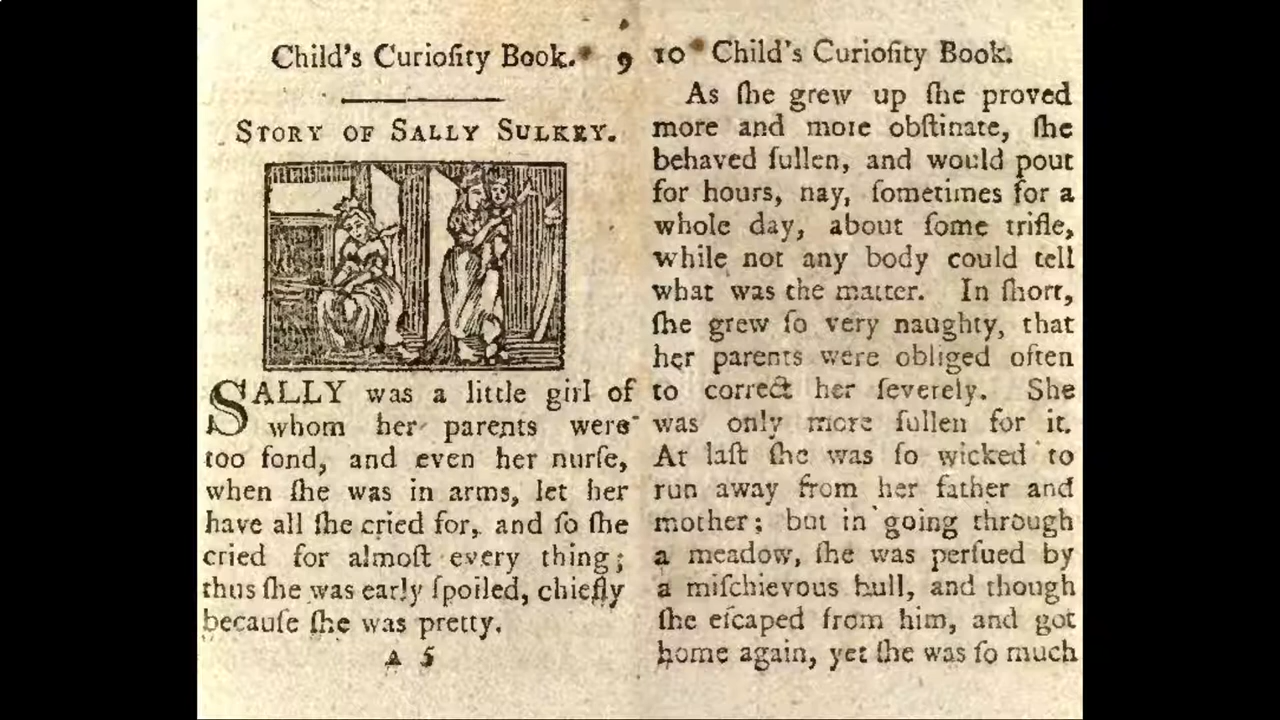 Child's Curioſity Book. 9
STORY OF SALLY SULKEY.
SALLY was a little girl of
whom her parents were
too fond, and even her nurſe,
when ſhe was in arms, let her
have all ſhe cried for, and ſo ſhe
cried for almoſt every thing;
thus ſhe was early ſpoiled, chiefly
becauſe ſhe was pretty.
A 5
10 Child's Curioſity Book.
As ſhe grew up ſhe proved
more and more obſtinate, ſhe
behaved ſullen, and would pout
for hours, nay, ſometimes for a
whole day, about ſome trifle,
while not any body could tell
what was the matter. In ſhort,
ſhe grew ſo very naughty, that
her parents were obliged often
to correct her ſeverely. She
was only more ſullen for it.
At laſt ſhe was ſo wicked to
run away from her father and
mother; but in going through
a meadow, ſhe was perſued by
a miſchievous bull, and though
ſhe eſcaped from him, and got
home again, yet ſhe was ſo much